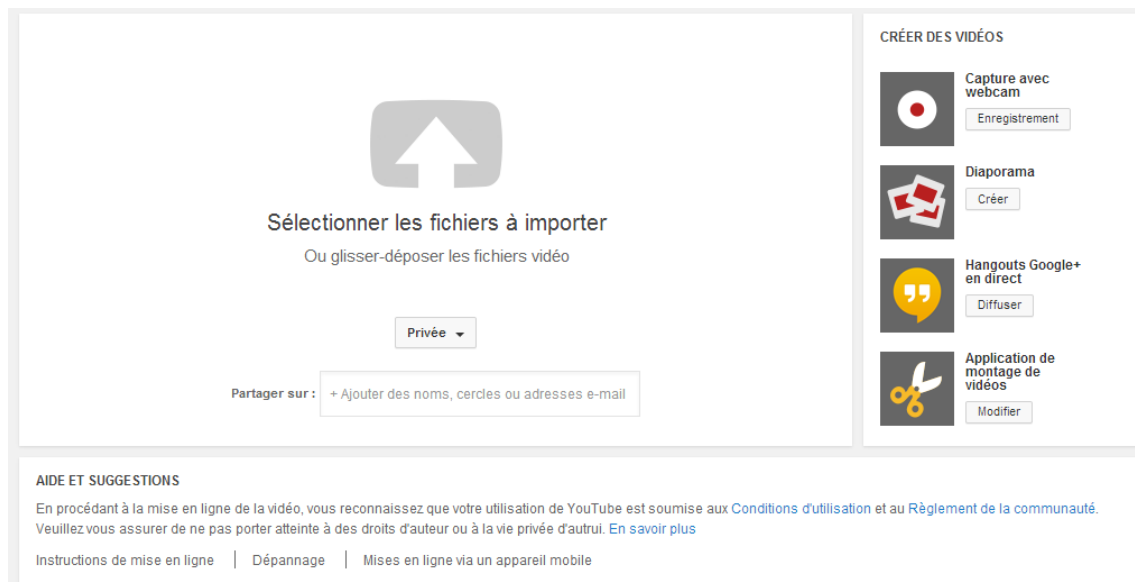 Sélectionner les fichiers à importer
Ou glisser-déposer les fichiers vidéo
Privée
Partager sur :
+ Ajouter des noms, cercles ou adresses e-mail
CRÉER DES VIDÉOS
Capture avec
webcam
Enregistrement
Diaporama
Créer
Hangouts Google+
en direct
Diffuser
Application de
montage de
vidéos
Modifier
AIDE ET SUGGESTIONS
En procédant à la mise en ligne de la vidéo, vous reconnaissez que votre utilisation de YouTube est soumise aux Conditions d'utilisation et au Règlement de la communauté.
Veuillez vous assurer de ne pas porter atteinte à des droits d'auteur ou à la vie privée d'autrui. En savoir plus
Instructions de mise en ligne | Dépannage | Mises en ligne via un appareil mobile